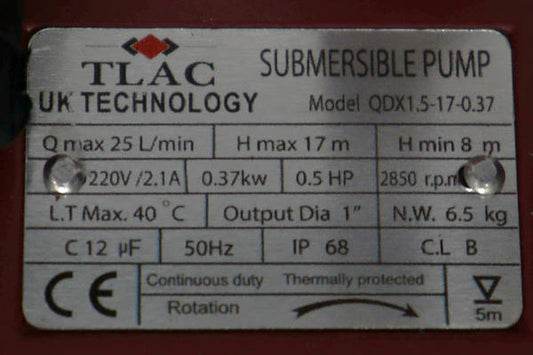 TLAC
UK TECHNOLOGY
SUBMERSIBLE PUMP
Model QDX1.5-17-0.37
Q max 25 L/min H max 17 m H min 8 m
220V/2.1A 0.37kw 0.5 HP 2850 r.p.m
L.T Max. 40 °C Output Dia 1" N.W. 6.5 kg
C 12 µF 50Hz IP 68 C.L B
CE Continuous duty Thermally protected
Rotation 5m